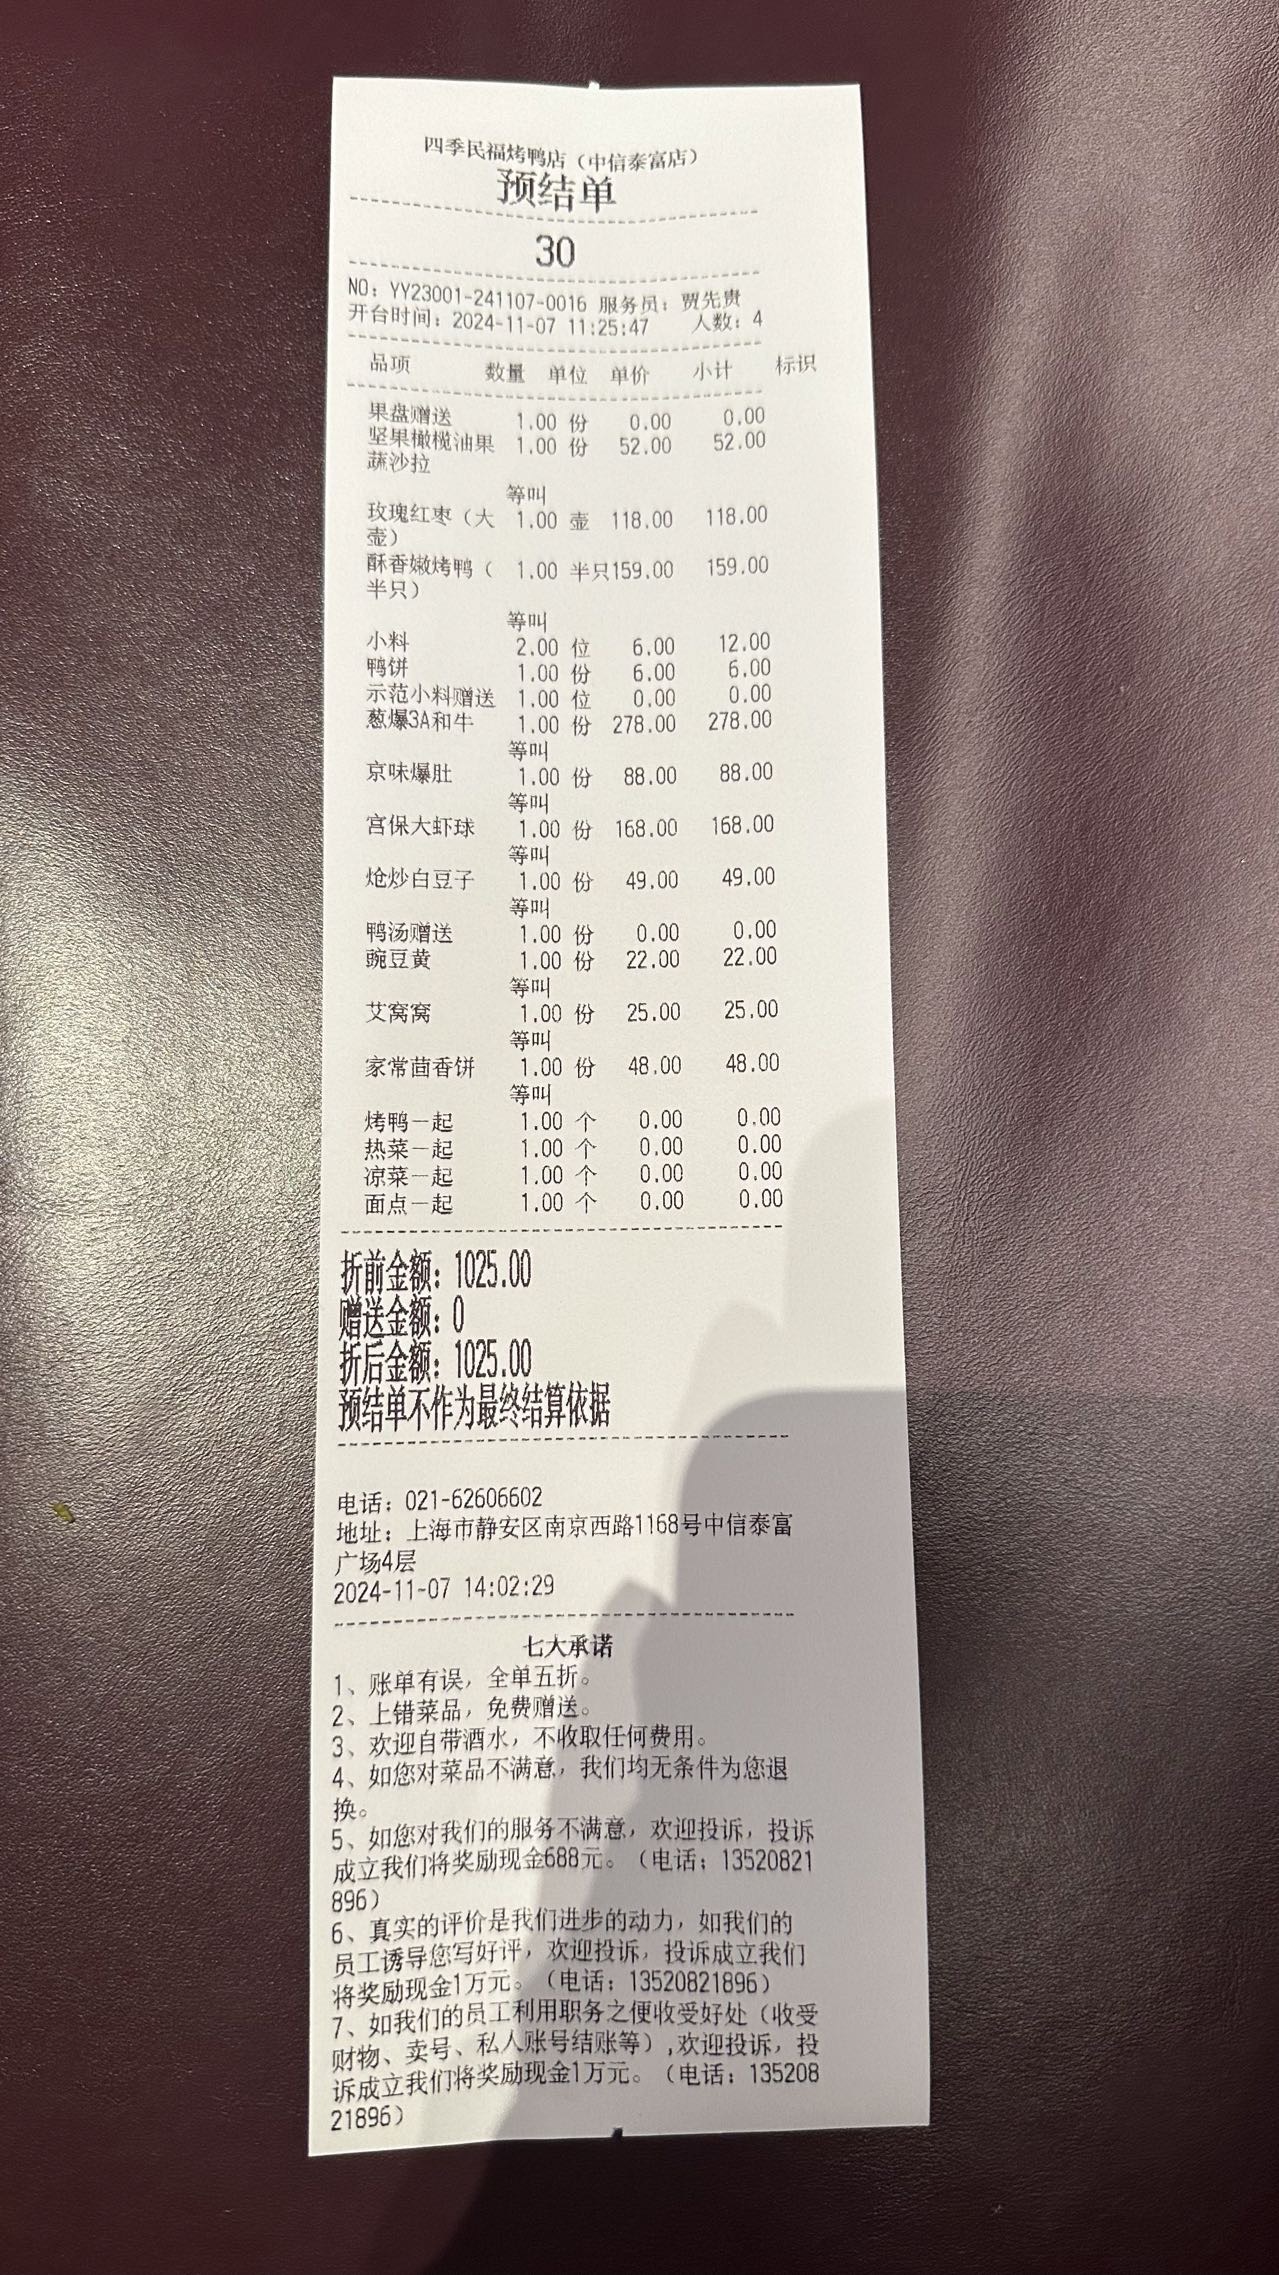 四季民福烤鸭店（中信泰富店）
预结单
30
NO：YY23001-241107-0016 服务员：贾先贵
开台时间：2024-11-07 11:25:47 人数：4
品项 数量 单位 单价 小计 标识
果盘赠送 1.00 份 0.00 0.00
坚果橄榄油果 1.00 份 52.00 52.00
蔬沙拉
等叫
玫瑰红枣（大 1.00 壶 118.00 118.00
壶）
酥香嫩烤鸭（ 1.00 半只159.00 159.00
半只）
等叫
小料 2.00 位 6.00 12.00
鸭饼 1.00 份 6.00 6.00
示范小料赠送 1.00 位 0.00 0.00
葱爆3A和牛 1.00 份 278.00 278.00
等叫
京味爆肚 1.00 份 88.00 88.00
等叫
宫保大虾球 1.00 份 168.00 168.00
等叫
炝炒白豆子 1.00 份 49.00 49.00
等叫
鸭汤赠送 1.00 份 0.00 0.00
豌豆黄 1.00 份 22.00 22.00
等叫
艾窝窝 1.00 份 25.00 25.00
等叫
家常茴香饼 1.00 份 48.00 48.00
等叫
烤鸭一起 1.00 个 0.00 0.00
热菜一起 1.00 个 0.00 0.00
凉菜一起 1.00 个 0.00 0.00
面点一起 1.00 个 0.00 0.00
折前金额：1025.00
赠送金额：0
折后金额：1025.00
预结单不作为最终结算依据
电话：021-62606602
地址：上海市静安区南京西路1168号中信泰富
广场4层
2024-11-07 14:02:29
七大承诺
1、账单有误，全单五折。
2、上错菜品，免费赠送。
3、欢迎自带酒水，不收取任何费用。
4、如您对菜品不满意，我们均无条件为您退
换。
5、如您对我们的服务不满意，欢迎投诉，投诉
成立我们将奖励现金688元。（电话：13520821
896）
6、真实的评价是我们进步的动力，如我们的
员工诱导您写好评，欢迎投诉，投诉成立我们
将奖励现金1万元。（电话：13520821896）
7、如我们的员工利用职务之便收受好处（收受
财物、卖号、私人账号结账等）,欢迎投诉，投
诉成立我们将奖励现金1万元。（电话：135208
21896）